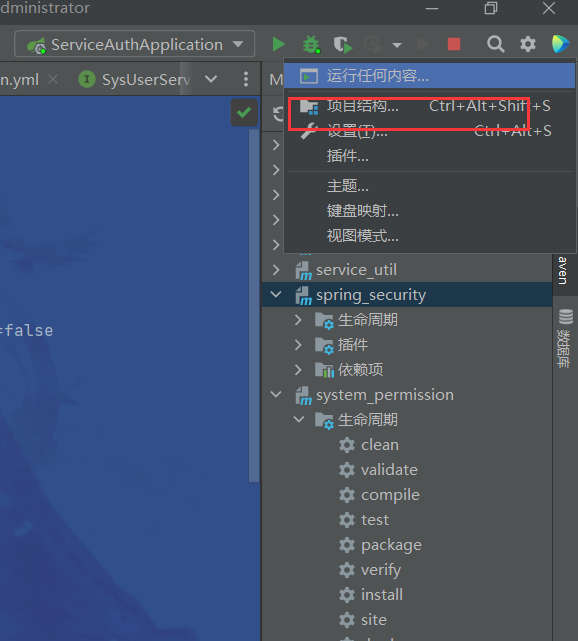 dministrator
ServiceAuthApplication
n.yml
SysUserServ
M
运行任何内容...
项目结构... Ctrl+Alt+Shift+S
设置(T)... Ctrl+Alt+S
插件...
主题...
键盘映射...
视图模式...
service_util
aven
spring_security
生命周期
=false
插件
数据库
依赖项
system_permission
生命周期
clean
validate
compile
test
package
verify
install
site